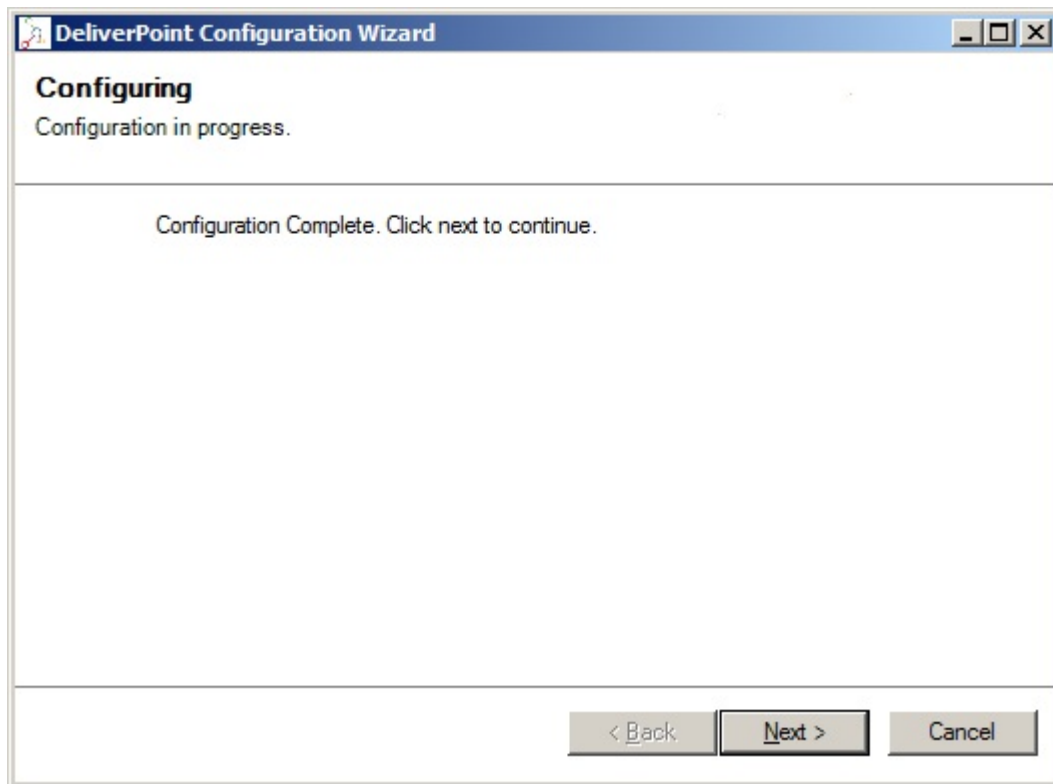 DeliverPoint Configuration Wizard
Configuring
Configuration in progress.
Configuration Complete. Click next to continue.
< Back
Next >
Cancel